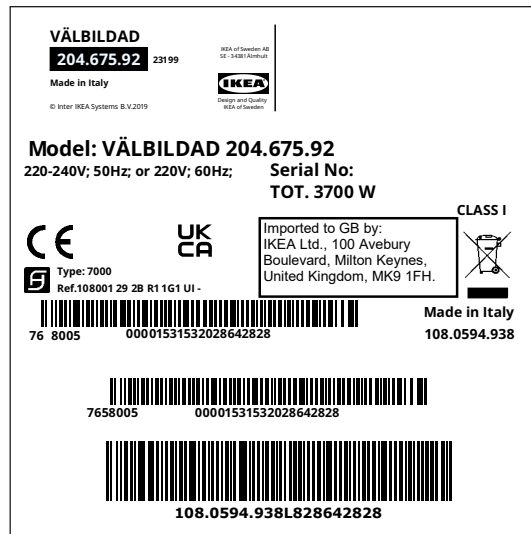 VÄLBILDAD
204.675.92 23199
Made in Italy
© Inter IKEA Systems B.V.2019
IKEA of Sweden AB
SE - 34381 Älmhult
IKEA
Design and Quality
IKEA of Sweden
Model: VÄLBILDAD 204.675.92
220-240V; 50Hz; or 220V; 60Hz; Serial No:
TOT. 3700 W
CLASS I
CE
UK
CA
Imported to GB by:
IKEA Ltd., 100 Avebury
Boulevard, Milton Keynes,
United Kingdom, MK9 1FH.
Type: 7000
Ref.108001 29 2B R1 1G1 UI -
76 8005 00001531532028642828
Made in Italy
108.0594.938
7658005 00001531532028642828
108.0594.938L828642828